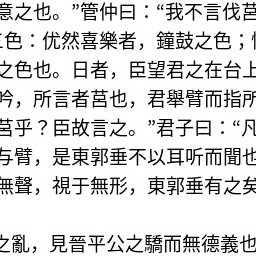 意之也。”管仲曰：“我不言伐莒
三色：优然喜樂者，鐘鼓之色；
之色也。日者，臣望君之在台上
吟，所言者莒也，君舉臂而指所
莒乎？臣故言之。”君子曰：“凡
与臂，是東郭垂不以耳听而聞也
無聲，視于無形，東郭垂有之矣
之亂，見晉平公之驕而無德義也